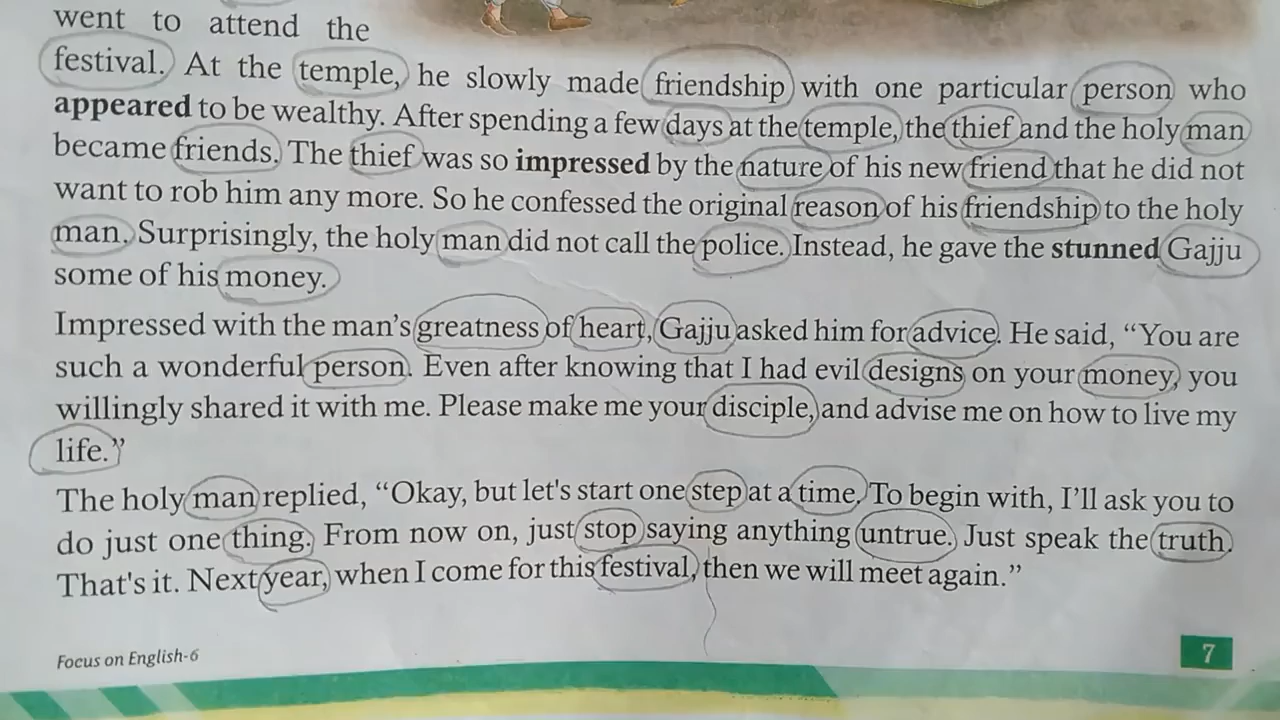 went to attend the
festival. At the temple, he slowly made friendship with one particular person who
appeared to be wealthy. After spending a few days at the temple, the thief and the holy man
became friends. The thief was so impressed by the nature of his new friend that he did not
want to rob him any more. So he confessed the original reason of his friendship to the holy
man. Surprisingly, the holy man did not call the police. Instead, he gave the stunned Gajju
some of his money.
Impressed with the man's greatness of heart, Gajju asked him for advice. He said, “You are
such a wonderful person. Even after knowing that I had evil designs on your money, you
willingly shared it with me. Please make me your disciple, and advise me on how to live my
life.”
The holy man replied, “Okay, but let's start one step at a time. To begin with, I'll ask you to
do just one thing. From now on, just stop saying anything untrue. Just speak the truth.
That's it. Next year, when I come for this festival, then we will meet again.”
Focus on English-6
7